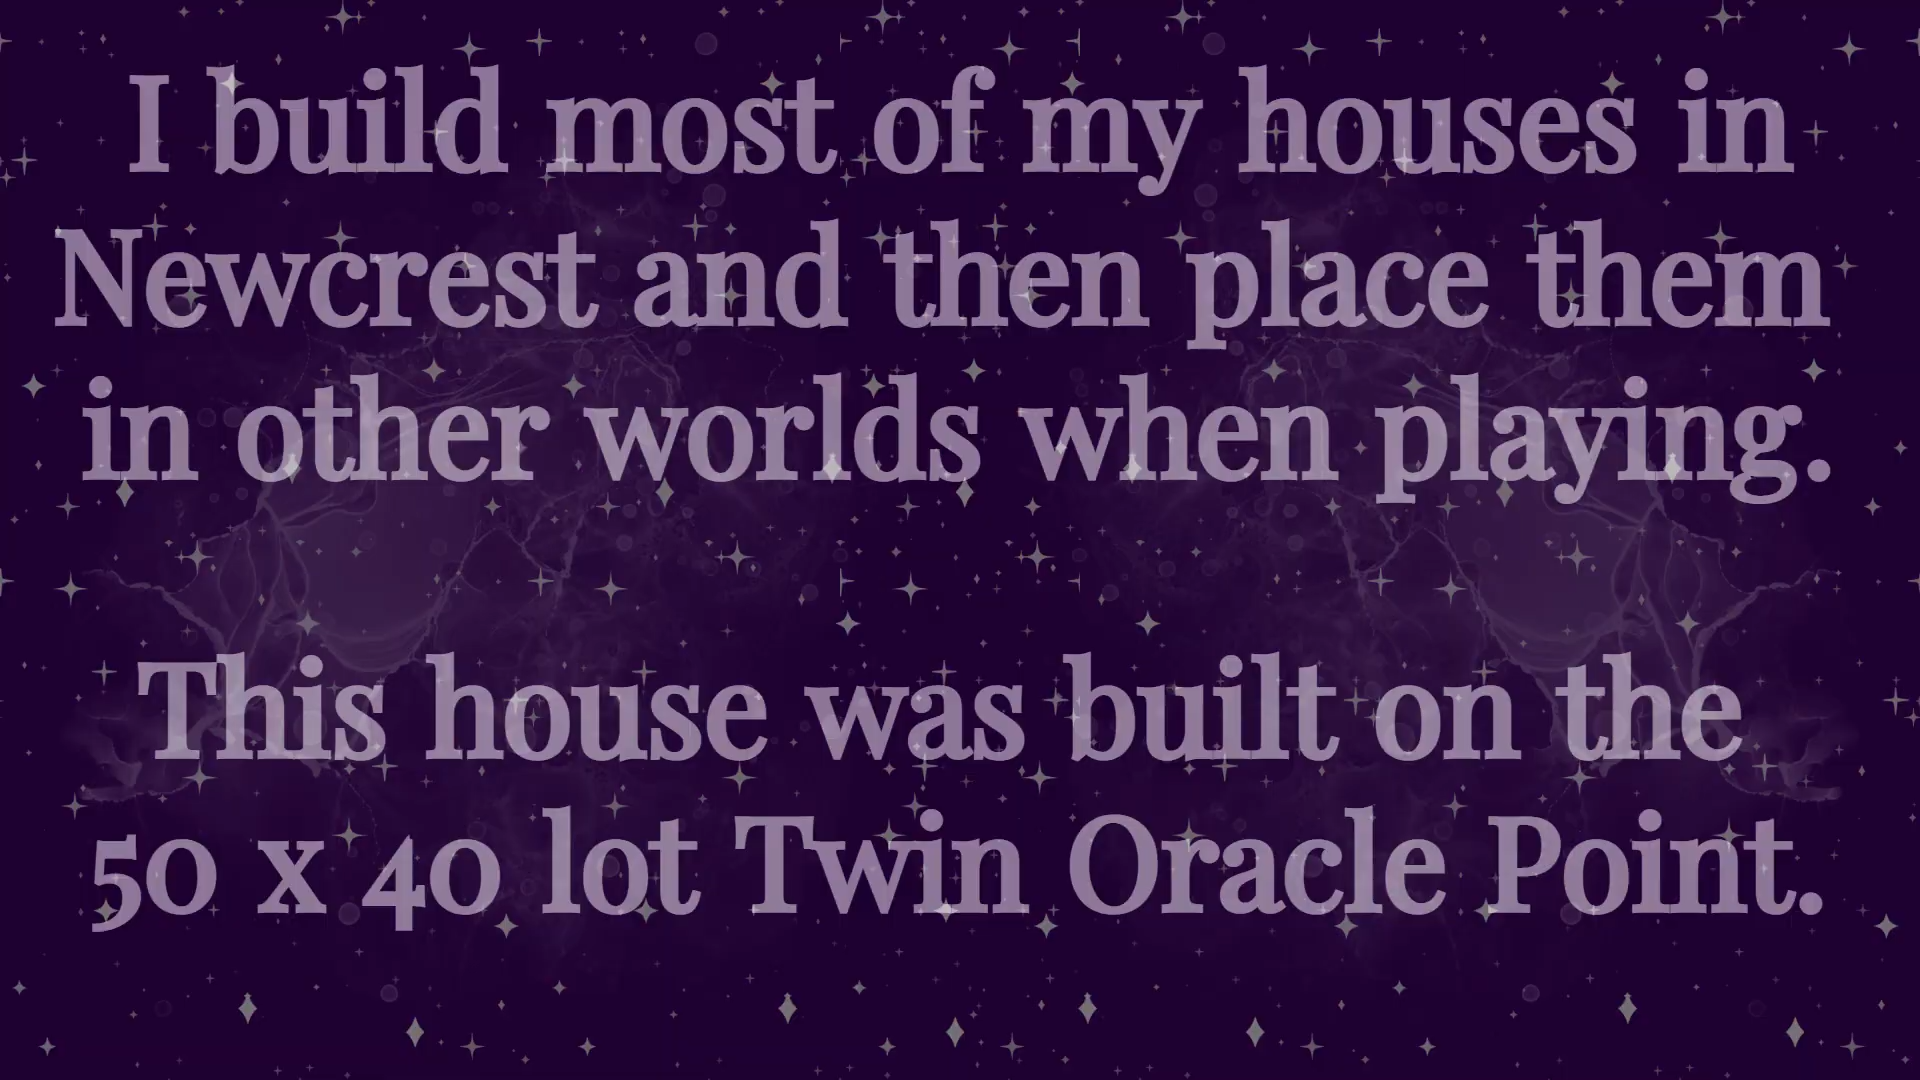 I build most of my houses in
Newcrest and then place them
in other worlds when playing.
This house was built on the
50 x 40 lot Twin Oracle Point.